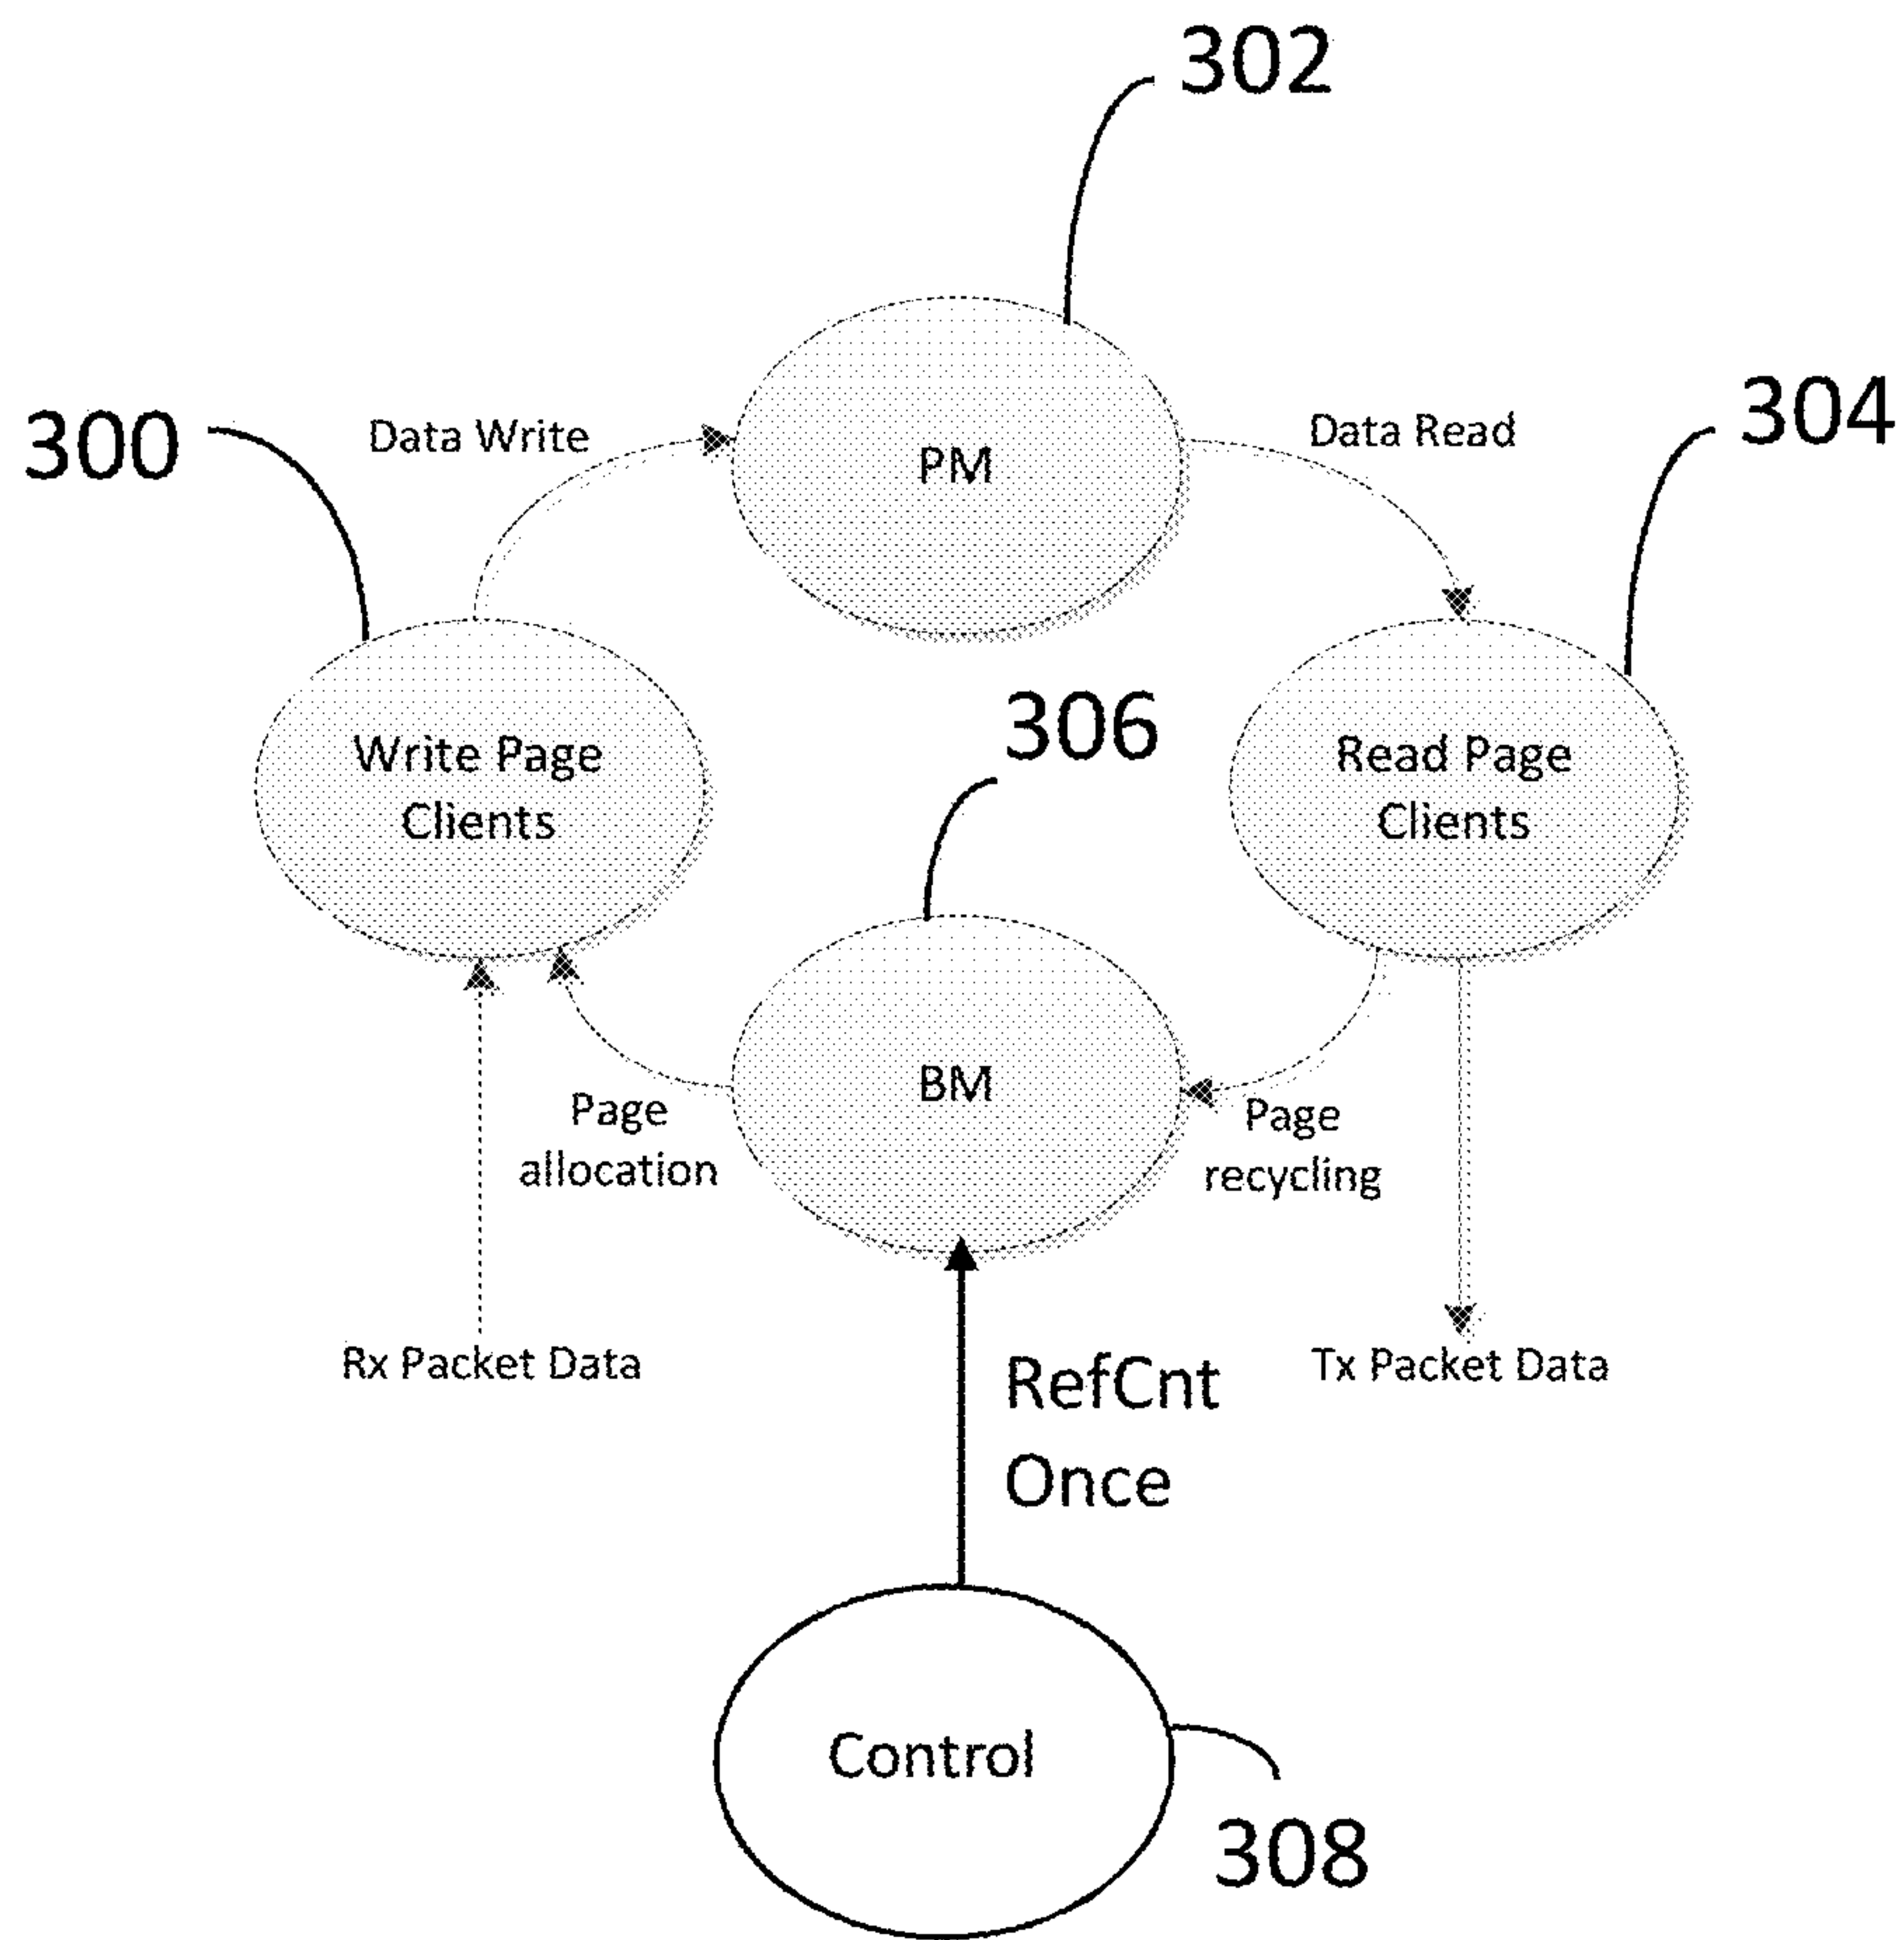 302
300
Data Write
PM
Data Read
304
Write Page
Clients
306
Read Page
Clients
BM
Page
allocation
Page
recycling
Rx Packet Data
RefCnt
Once
Tx Packet Data
Control
308